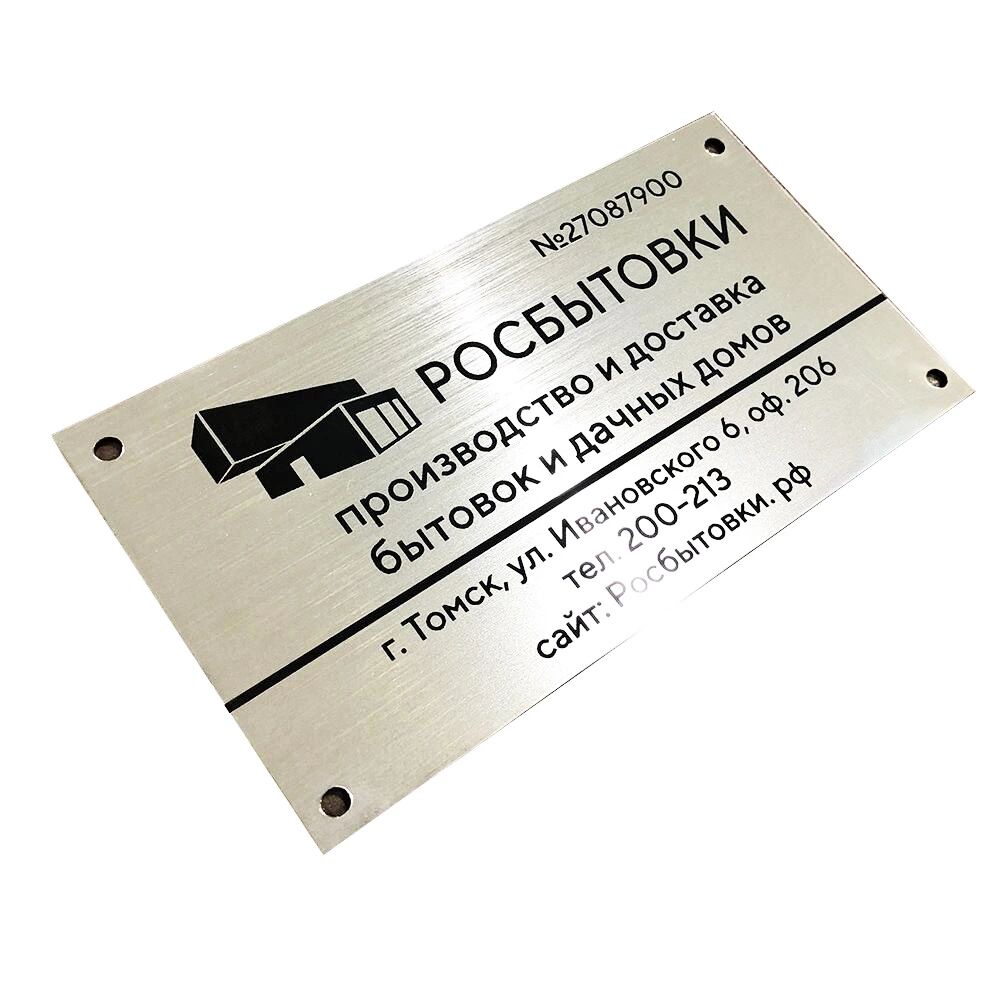 №27087900
РОСБЫТОВКИ
производство и доставка
бытовок и дачных домов
г. Томск, ул. Ивановского 6, оф. 206
тел. 200-213
сайт: Росбытовки.рф